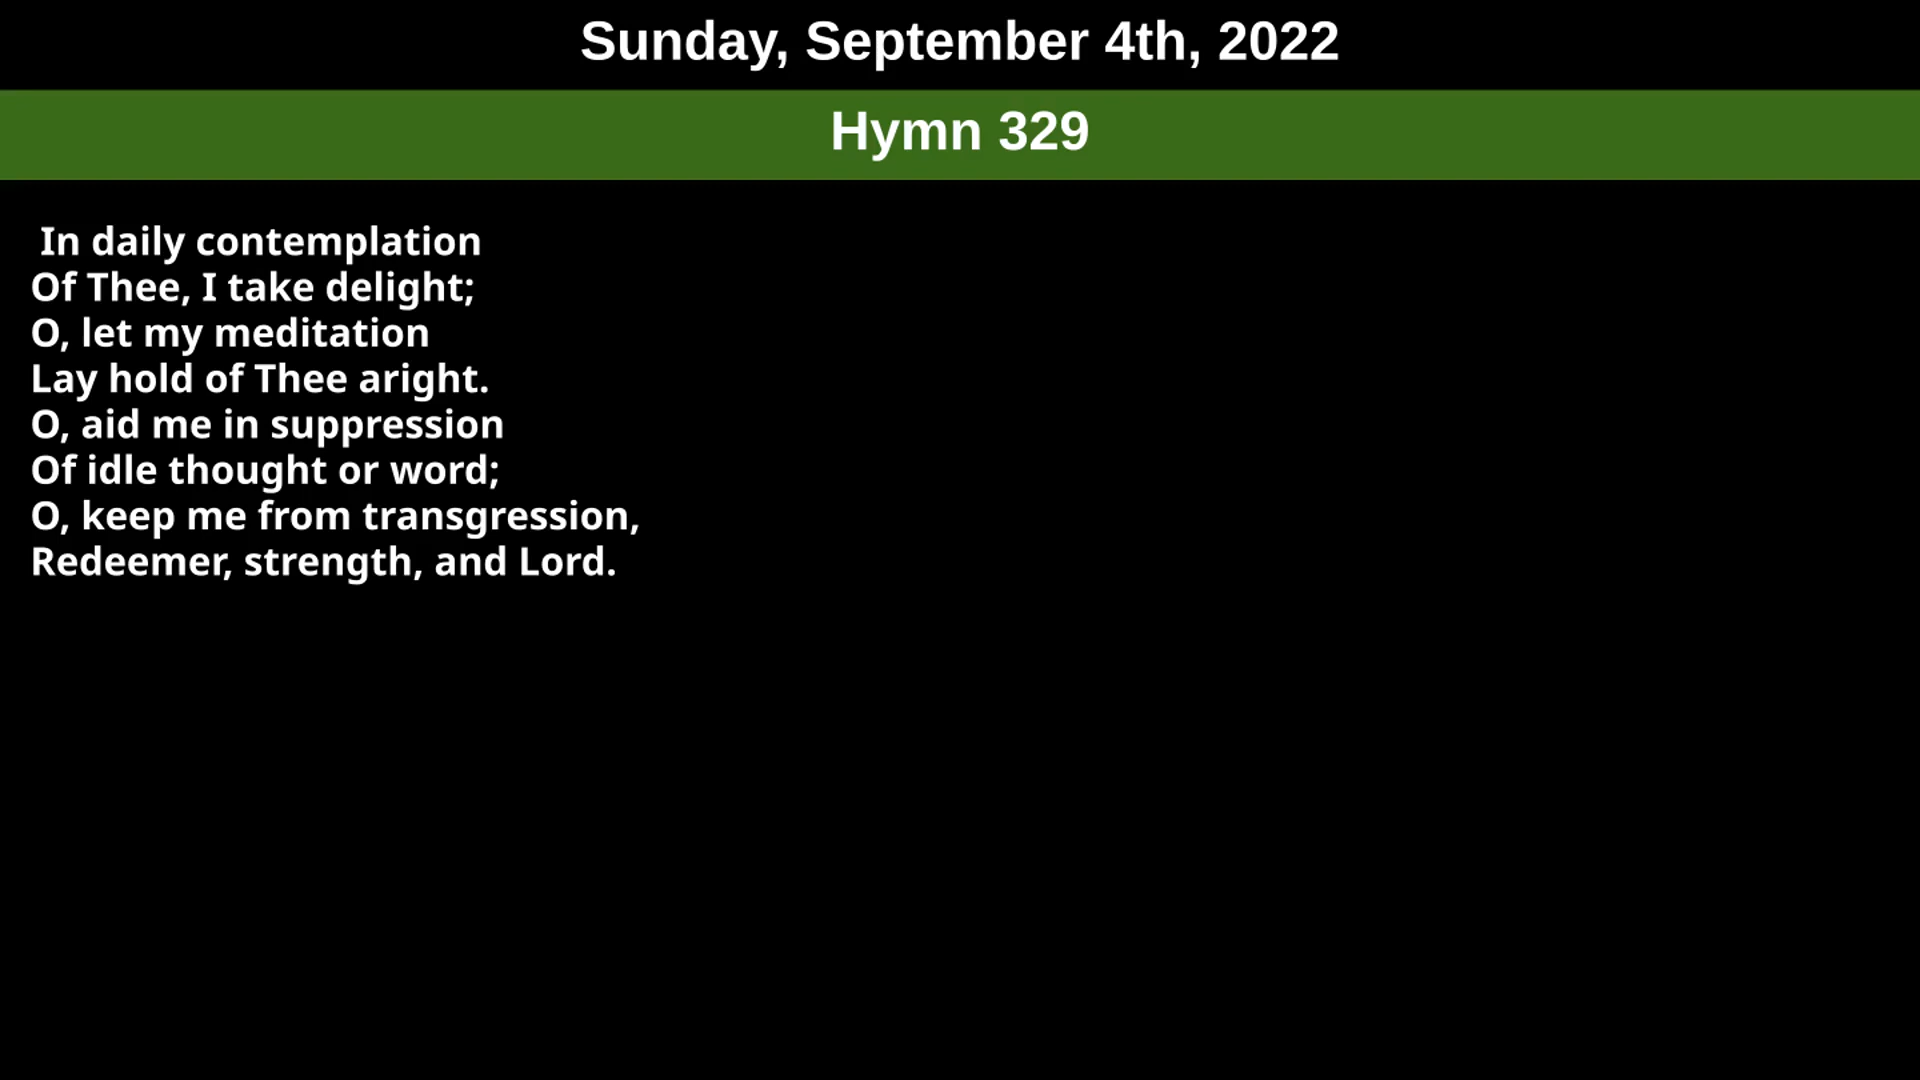 Sunday, September 4th, 2022
Hymn 329
In daily contemplation
Of Thee, I take delight;
O, let my meditation
Lay hold of Thee aright.
O, aid me in suppression
Of idle thought or word;
O, keep me from transgression,
Redeemer, strength, and Lord.